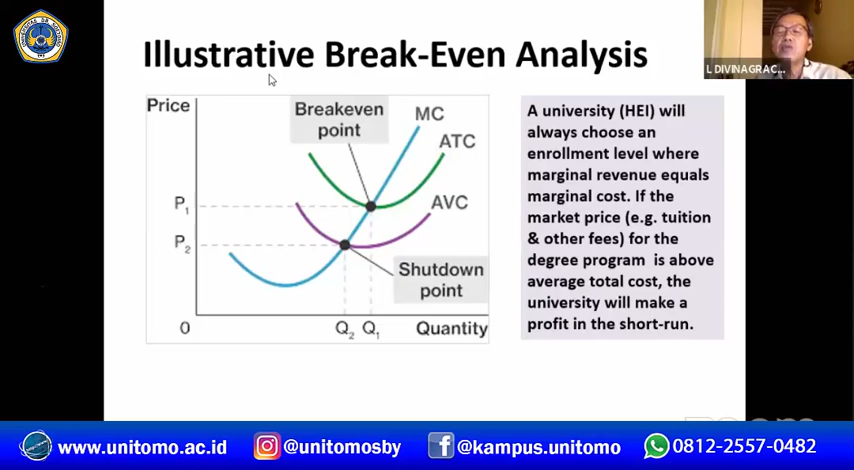 Illustrative Break-Even Analysis
L DIVINAGRAC...
Price
Breakeven
point
MC
ATC
P1
AVC
P2
Shutdown
point
0
Q2 Q1 Quantity
A university (HEI) will
always choose an
enrollment level where
marginal revenue equals
marginal cost. If the
market price (e.g. tuition
& other fees) for the
degree program is above
average total cost, the
university will make a
profit in the short-run.
www.unitomo.ac.id @unitomosby @kampus.unitomo 0812-2557-0482